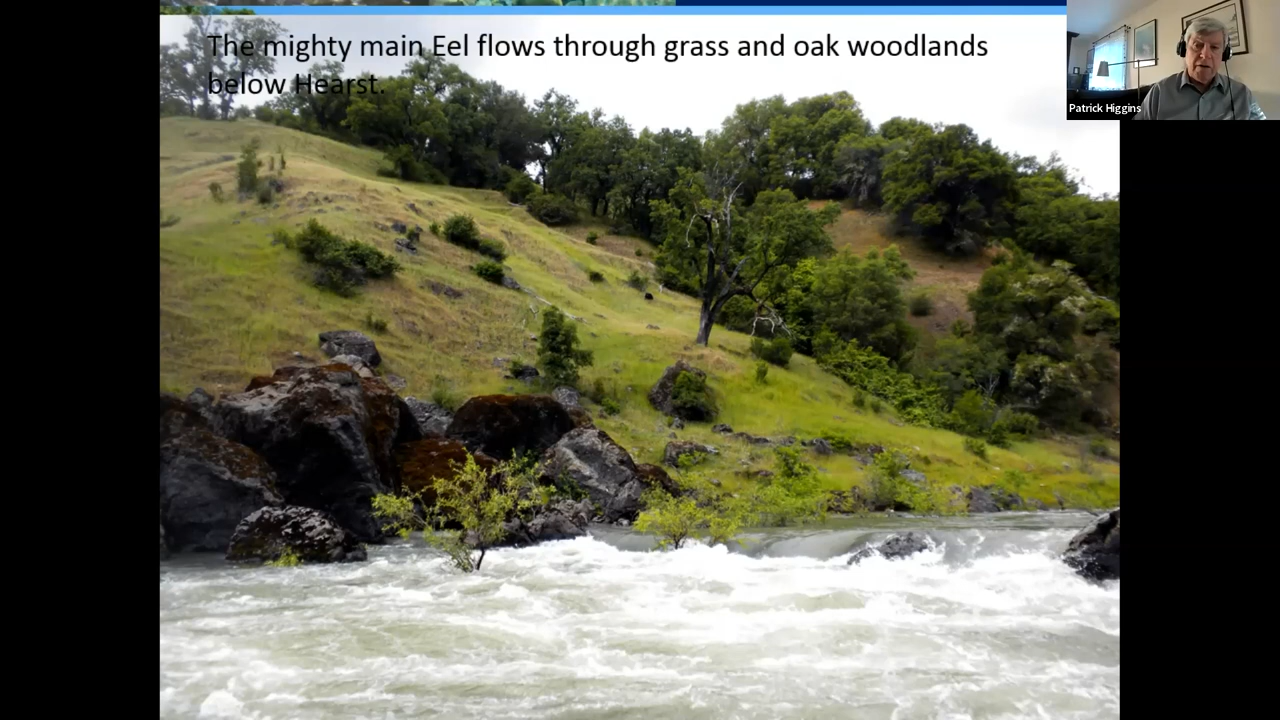 The mighty main Eel flows through grass and oak woodlands
below Hearst.
Patrick Higgins